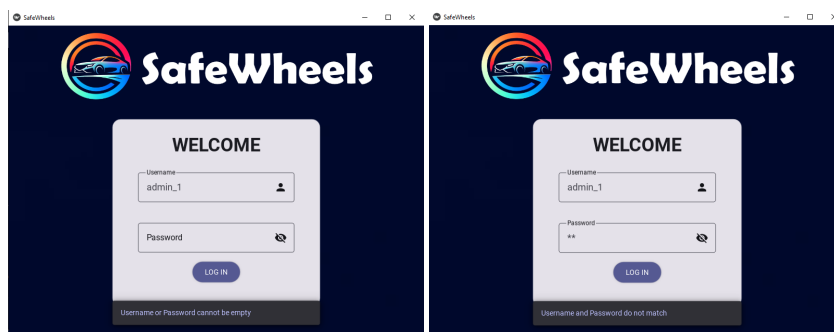 SafeWheels
SafeWheels
WELCOME
Username
admin_1
Password
LOG IN
Username or Password cannot be empty
SafeWheels
SafeWheels
WELCOME
Username
admin_1
Password
**
LOG IN
Username and Password do not match